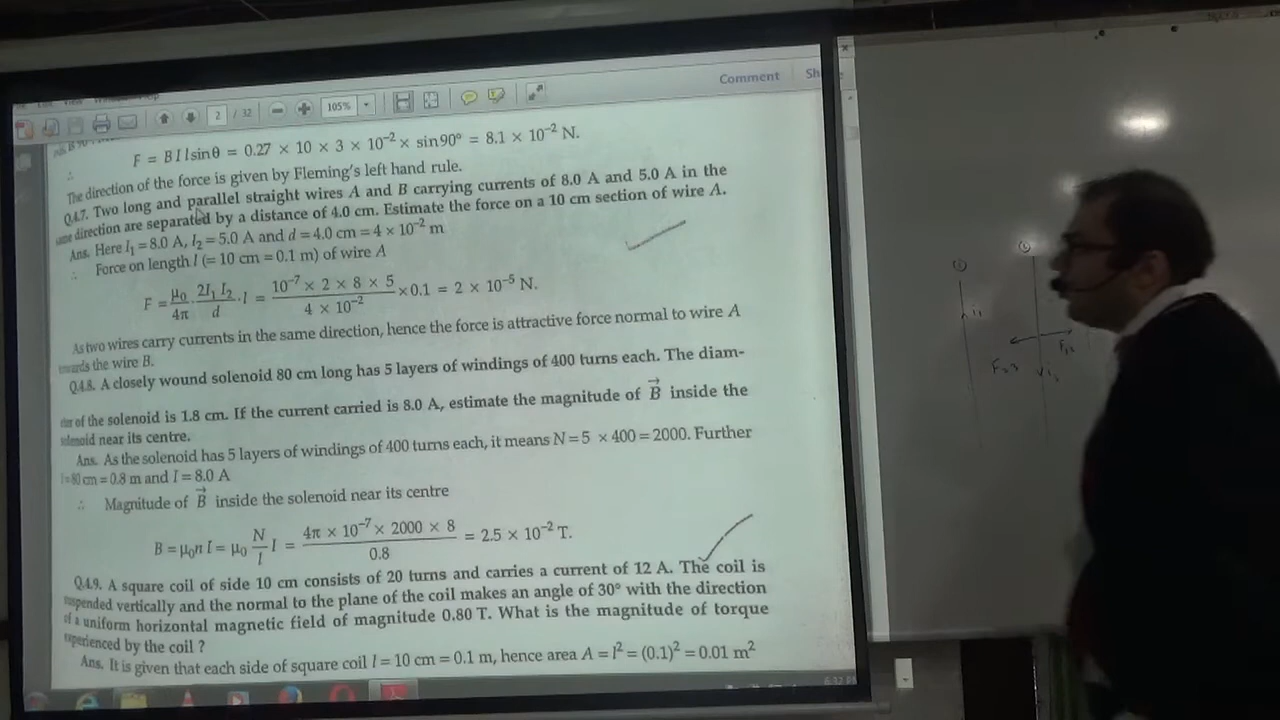 Comment
2 / 32
105%
∴ F = B I l sin θ = 0.27 × 10 × 3 × 10⁻² × sin 90° = 8.1 × 10⁻² N.
The direction of the force is given by Fleming's left hand rule.
Q.4.7. Two long and parallel straight wires A and B carrying currents of 8.0 A and 5.0 A in the
same direction are separated by a distance of 4.0 cm. Estimate the force on a 10 cm section of wire A.
Ans. Here I₁ = 8.0 A, I₂ = 5.0 A and d = 4.0 cm = 4 × 10⁻² m
∴ Force on length l (= 10 cm = 0.1 m) of wire A
F = μ₀/4π · 2I₁ I₂/d · l = 10⁻⁷ × 2 × 8 × 5 / 4 × 10⁻² × 0.1 = 2 × 10⁻⁵ N.
As two wires carry currents in the same direction, hence the force is attractive force normal to wire A
towards the wire B.
Q.4.8. A closely wound solenoid 80 cm long has 5 layers of windings of 400 turns each. The diam-
of the solenoid is 1.8 cm. If the current carried is 8.0 A, estimate the magnitude of B⃗ inside the
solenoid near its centre.
Ans. As the solenoid has 5 layers of windings of 400 turns each, it means N = 5 × 400 = 2000. Further
l = 80 cm = 0.8 m and I = 8.0 A
∴ Magnitude of B⃗ inside the solenoid near its centre
B = μ₀n I = μ₀ N/l I = 4π × 10⁻⁷ × 2000 × 8 / 0.8 = 2.5 × 10⁻² T.
Q.4.9. A square coil of side 10 cm consists of 20 turns and carries a current of 12 A. The coil is
suspended vertically and the normal to the plane of the coil makes an angle of 30° with the direction
of a uniform horizontal magnetic field of magnitude 0.80 T. What is the magnitude of torque
experienced by the coil ?
Ans. It is given that each side of square coil l = 10 cm = 0.1 m, hence area A = l² = (0.1)² = 0.01 m²